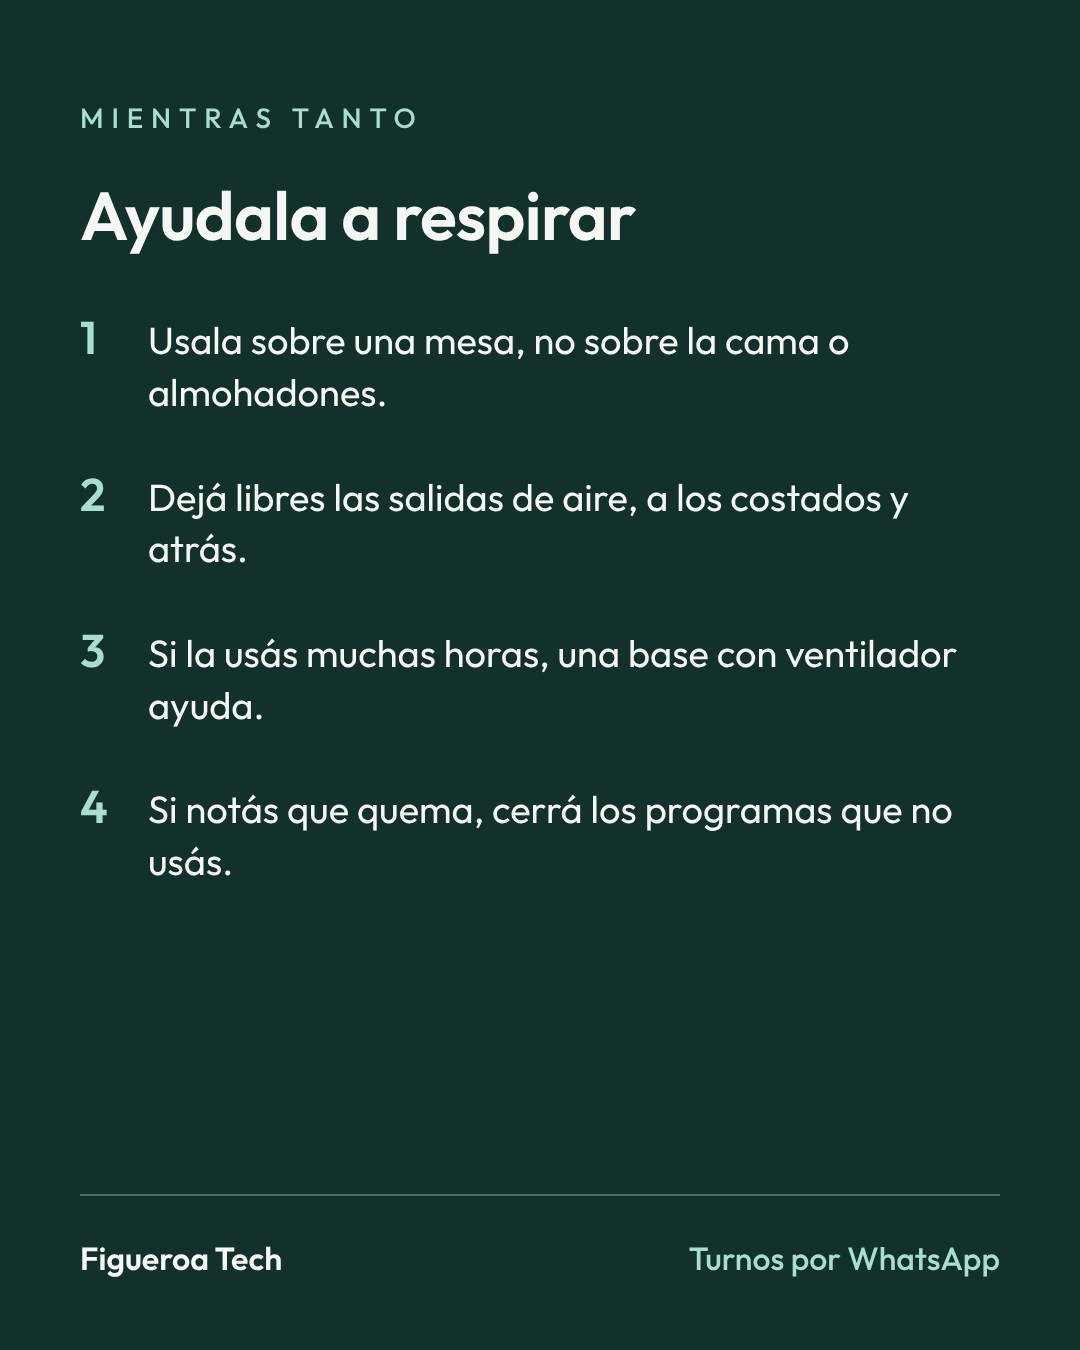 MIENTRAS TANTO
Ayudala a respirar
1 Usala sobre una mesa, no sobre la cama o
almohadones.
2 Dejá libres las salidas de aire, a los costados y
atrás.
3 Si la usás muchas horas, una base con ventilador
ayuda.
4 Si notás que quema, cerrá los programas que no
usás.
Figueroa Tech
Turnos por WhatsApp